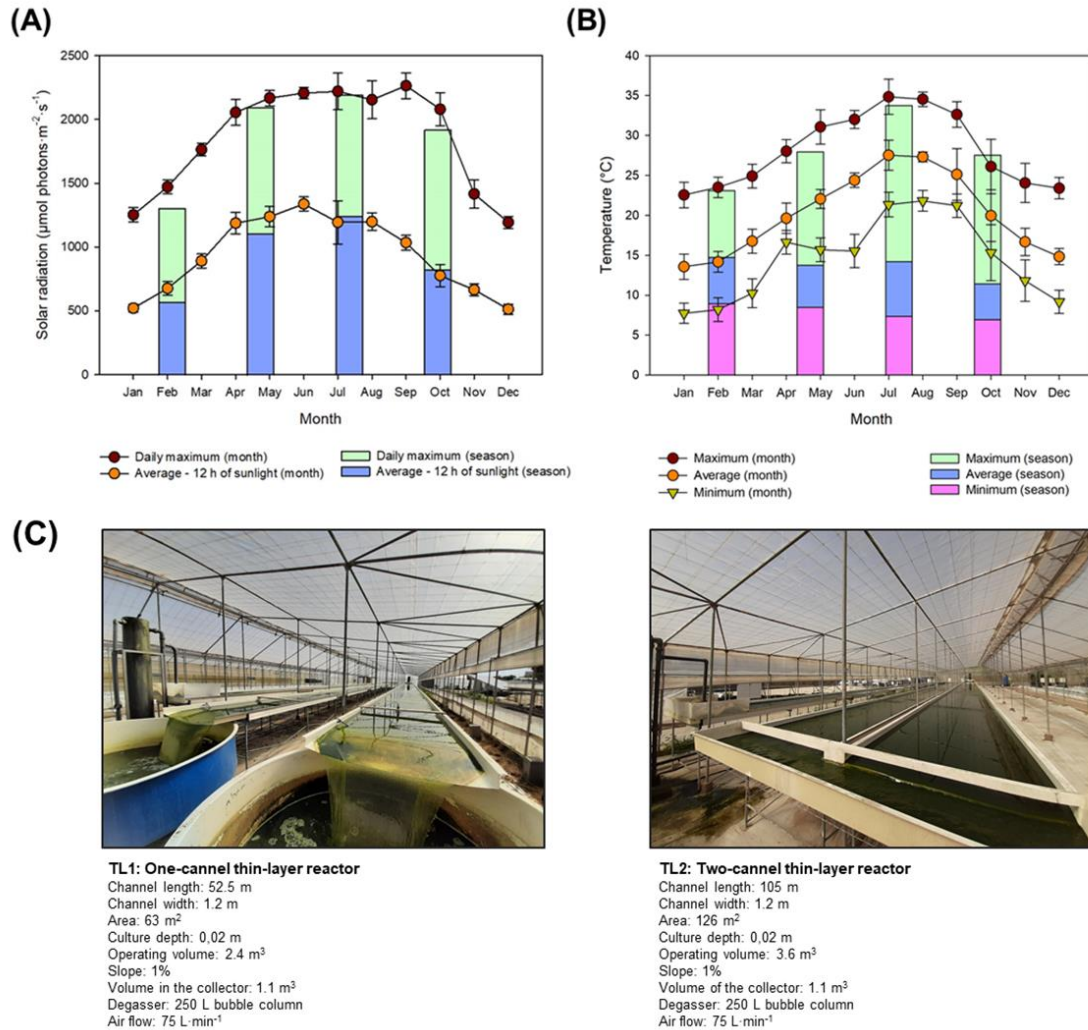 (A)
2500
2000
1500
1000
500
0
Solar radiation (µmol photons·m⁻²·s⁻¹)
Jan Feb Mar Apr May Jun Jul Aug Sep Oct Nov Dec
Month
Daily maximum (month)
Average - 12 h of sunlight (month)
Daily maximum (season)
Average - 12 h of sunlight (season)
(B)
40
35
30
25
20
15
10
5
0
Temperature (°C)
Jan Feb Mar Apr May Jun Jul Aug Sep Oct Nov Dec
Month
Maximum (month)
Average (month)
Minimum (month)
Maximum (season)
Average (season)
Minimum (season)
(C)
TL1: One-cannel thin-layer reactor
Channel length: 52.5 m
Channel width: 1.2 m
Area: 63 m²
Culture depth: 0,02 m
Operating volume: 2.4 m³
Slope: 1%
Volume in the collector: 1.1 m³
Degasser: 250 L bubble column
Air flow: 75 L·min⁻¹
TL2: Two-cannel thin-layer reactor
Channel length: 105 m
Channel width: 1.2 m
Area: 126 m²
Culture depth: 0,02 m
Operating volume: 3.6 m³
Slope: 1%
Volume of the collector: 1.1 m³
Degasser: 250 L bubble column
Air flow: 75 L·min⁻¹